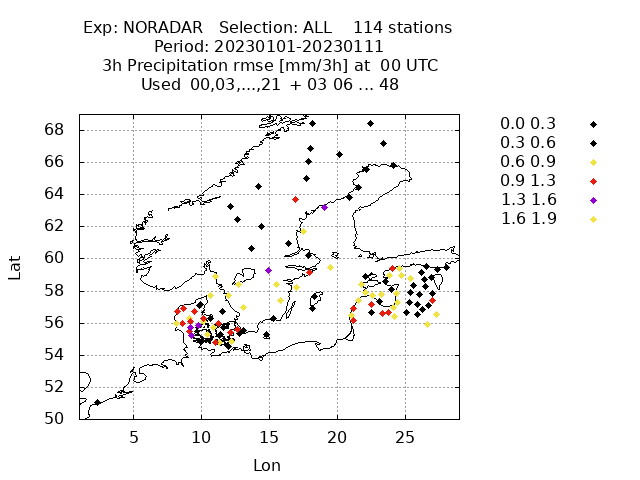 Exp: NORADAR Selection: ALL 114 stations
Period: 20230101-20230111
3h Precipitation rmse [mm/3h] at 00 UTC
Used 00,03,...,21 + 03 06 ... 48
68
66
64
62
60
58
56
54
52
50
Lat
5 10 15 20 25
Lon
0.0 0.3
0.3 0.6
0.6 0.9
0.9 1.3
1.3 1.6
1.6 1.9